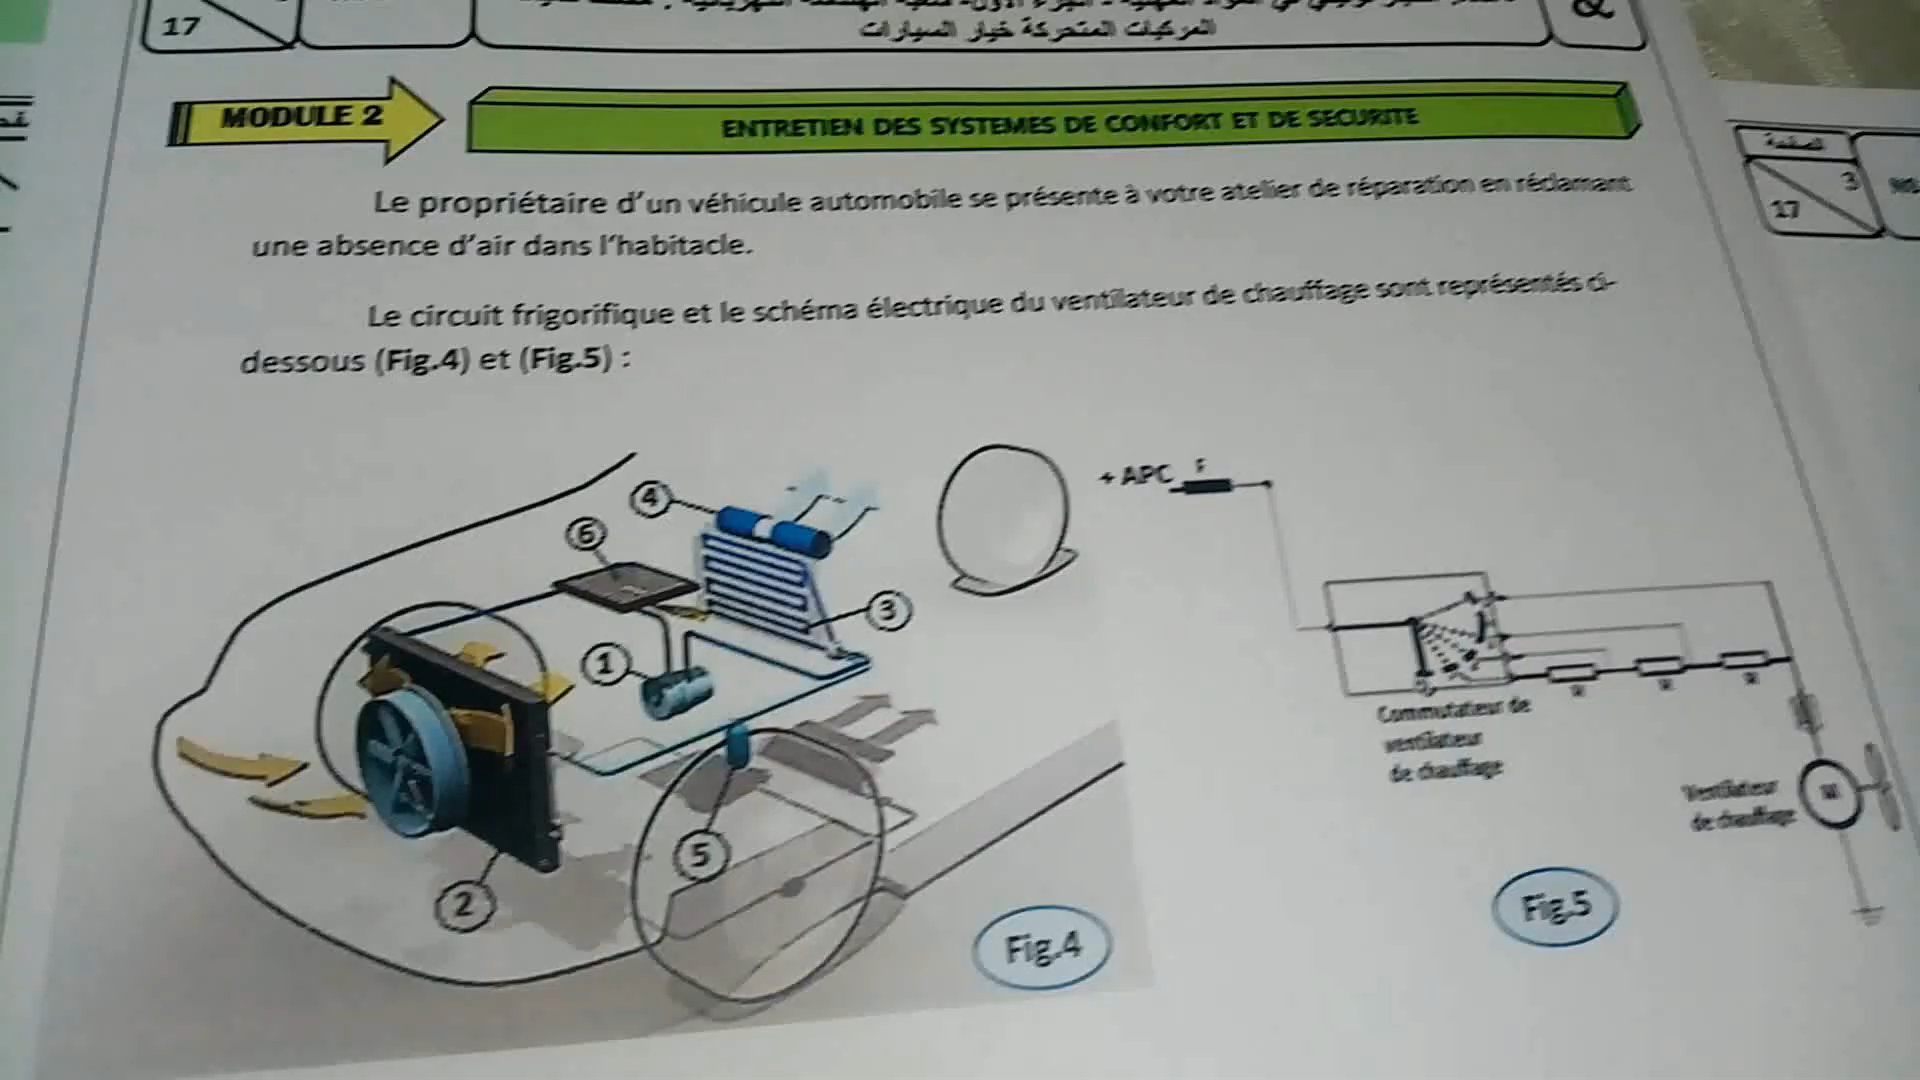 17
المركبات المتحركة خيار السيارات
&
MODULE 2
ENTRETIEN DES SYSTEMES DE CONFORT ET DE SECURITE
Le propriétaire d'un véhicule automobile se présente à votre atelier de réparation en réclamant
une absence d'air dans l'habitacle.
Le circuit frigorifique et le schéma électrique du ventilateur de chauffage sont représentés ci-
dessous (Fig.4) et (Fig.5) :
4
6
3
1
5
2
Fig.4
+ APC
F
Commutateur de
ventilateur
de chauffage
Ventilateur
de chauffage
M
Fig.5
الصفحة
3
17